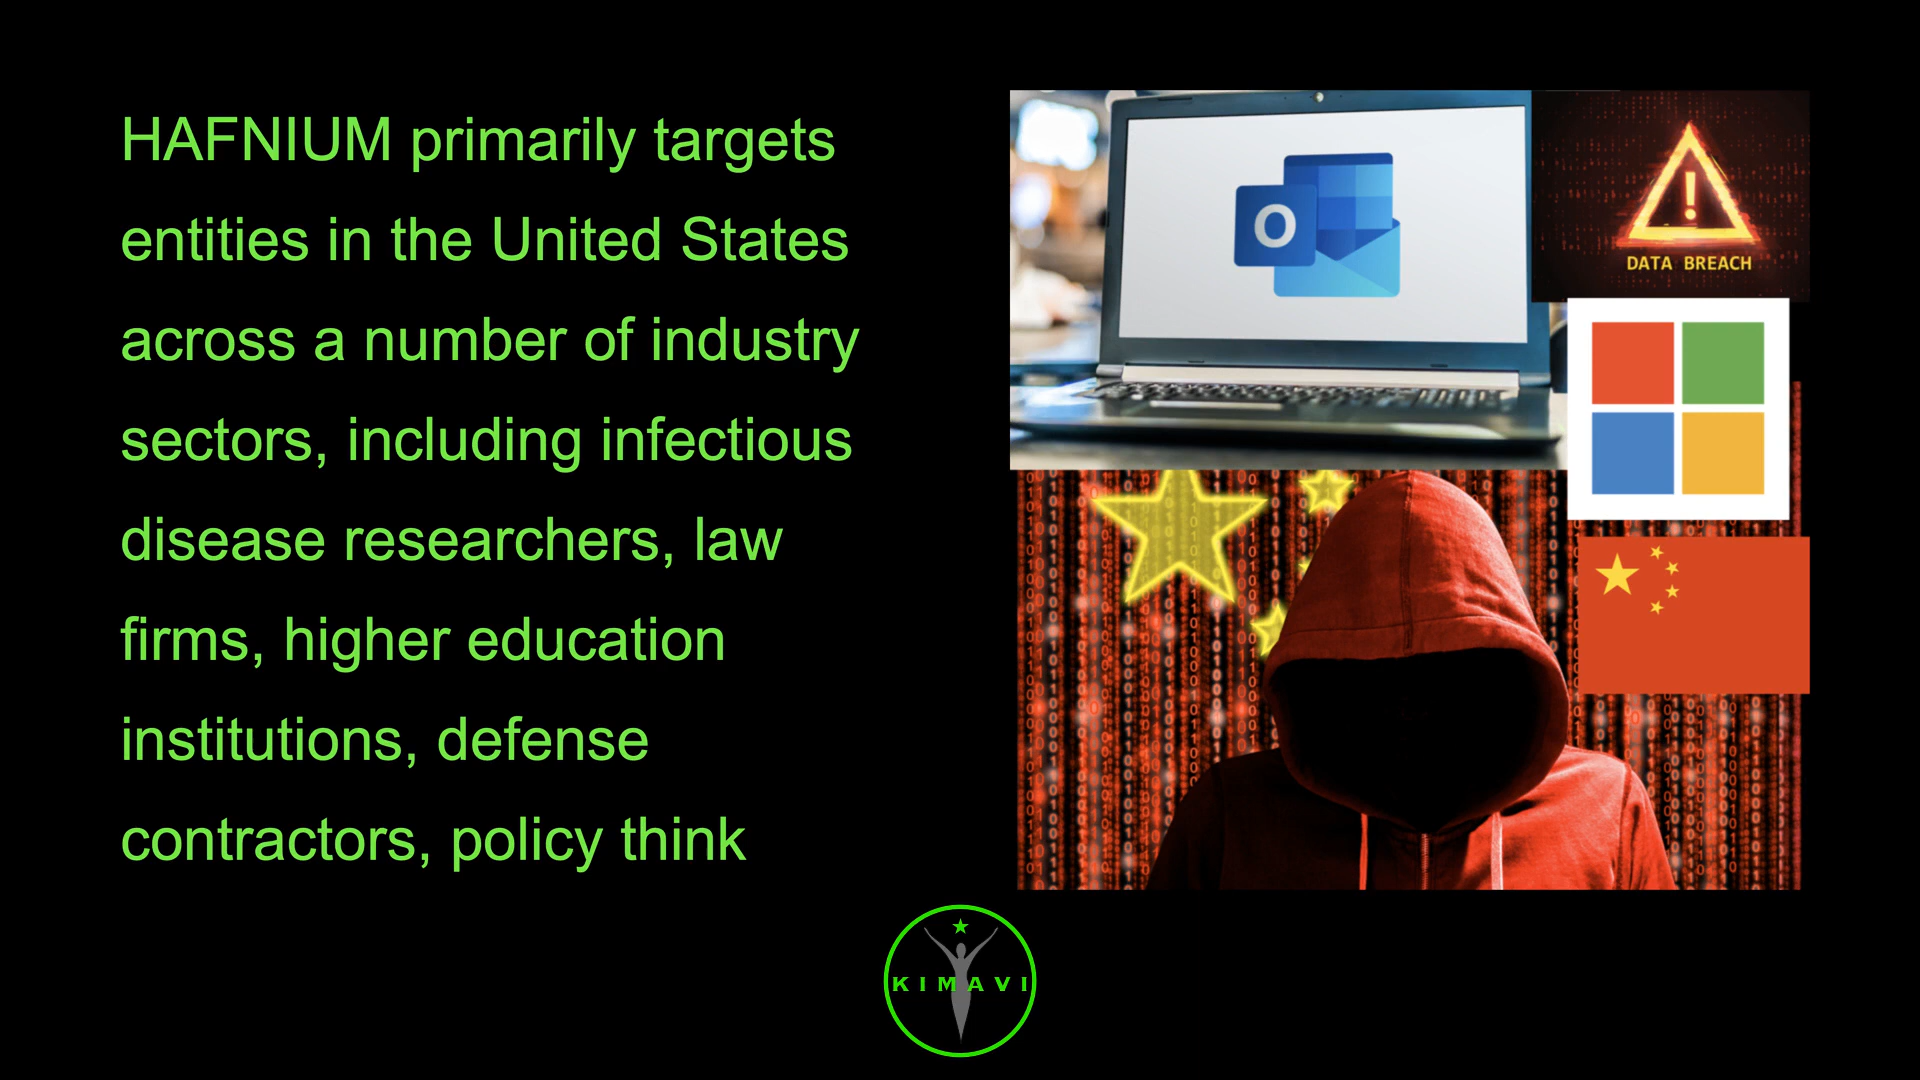 HAFNIUM primarily targets
entities in the United States
across a number of industry
sectors, including infectious
disease researchers, law
firms, higher education
institutions, defense
contractors, policy think
O
DATA BREACH
KIMAVI